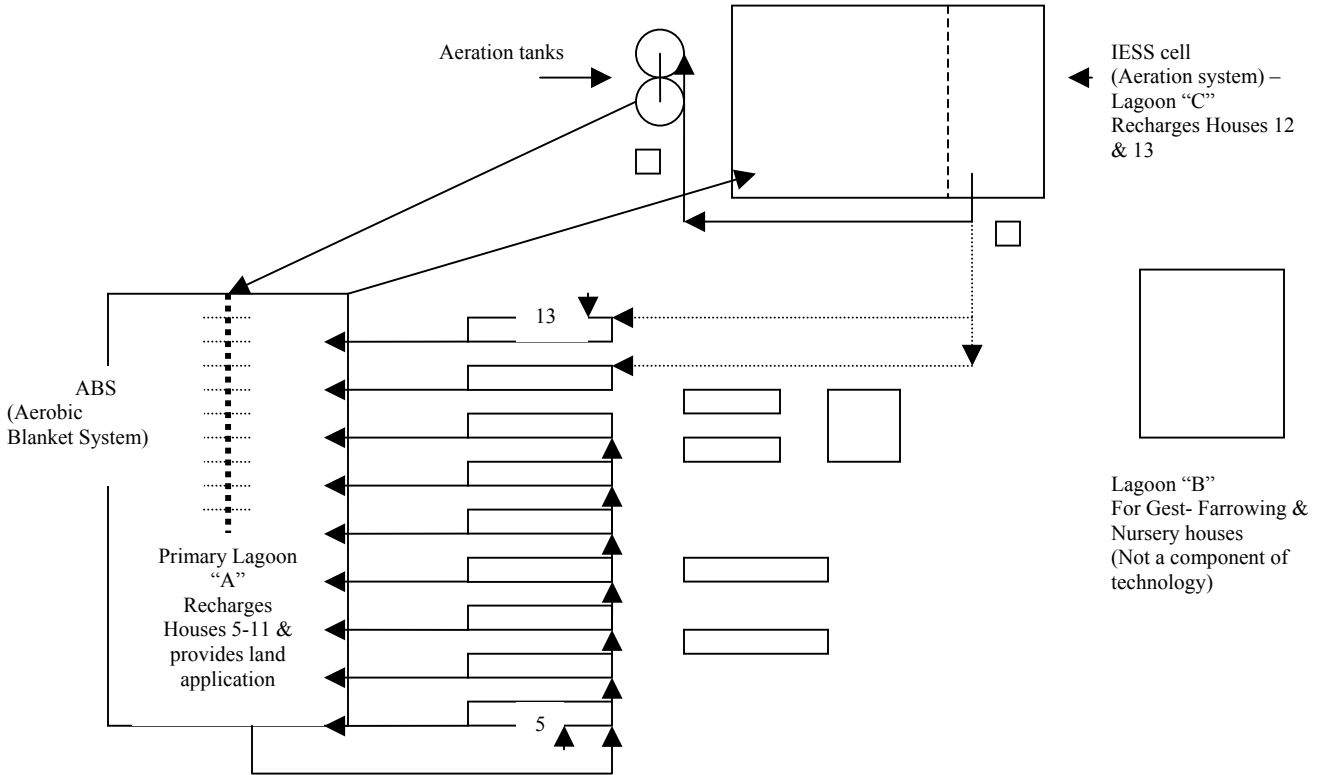 Aeration tanks
IESS cell
(Aeration system) –
Lagoon “C”
Recharges Houses 12
& 13
13
ABS
(Aerobic
Blanket System)
Lagoon “B”
For Gest- Farrowing &
Nursery houses
(Not a component of
technology)
Primary Lagoon
“A”
Recharges
Houses 5-11 &
provides land
application
5